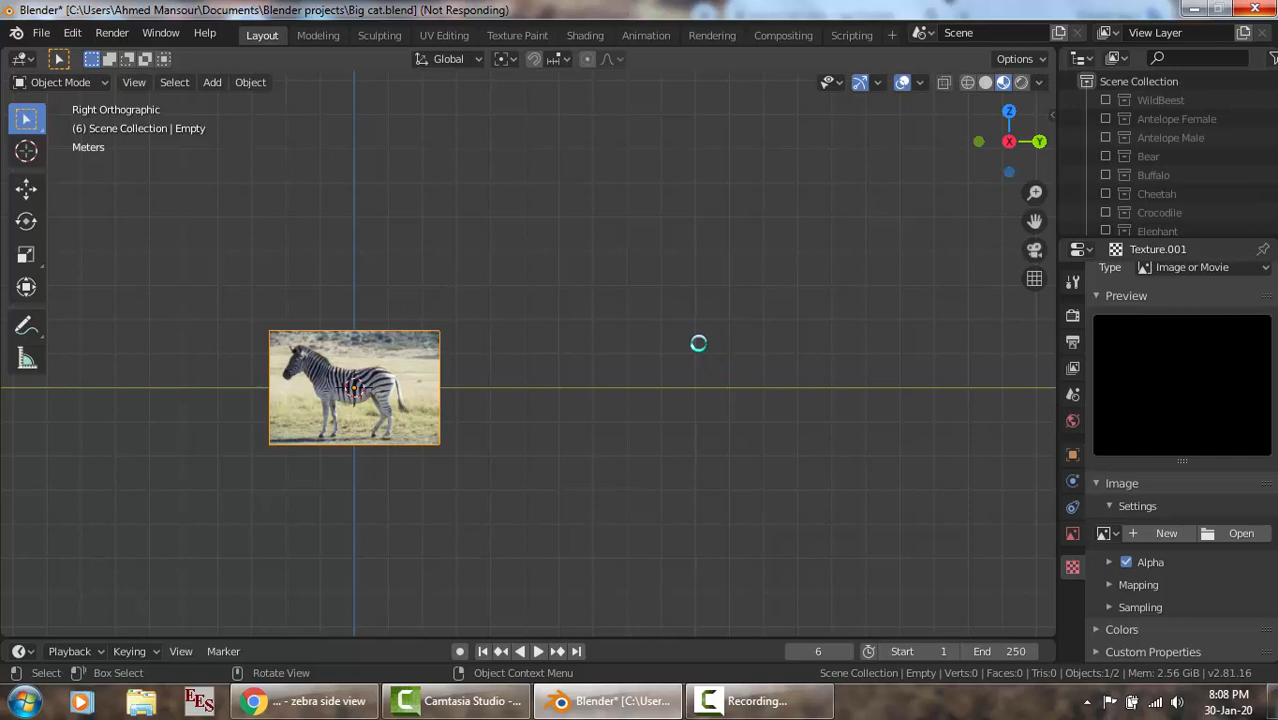 Blender* [C:\Users\Ahmed Mansour\Documents\Blender projects\Big cat.blend] (Not Responding)
File Edit Render Window Help Layout Modeling Sculpting UV Editing Texture Paint Shading Animation Rendering Compositing Scripting Scene View Layer
Global Options
Object Mode View Select Add Object
Right Orthographic
(6) Scene Collection | Empty
Meters
Z
X
Y
Scene Collection
WildBeest
Antelope Female
Antelope Male
Bear
Buffalo
Cheetah
Crocodile
Elephant
Texture.001
Type Image or Movie
Preview
Image
Settings
New Open
Alpha
Mapping
Sampling
Colors
Custom Properties
Playback Keying View Marker 6 Start 1 End 250
Select Box Select Rotate View Object Context Menu Scene Collection | Empty | Verts:0 | Faces:0 | Tris:0 | Objects:1/2 | Mem: 2.56 GiB | v2.81.16
EES ... - zebra side view Camtasia Studio -... Blender* [C:\User... Recording... 8:08 PM
30-Jan-20